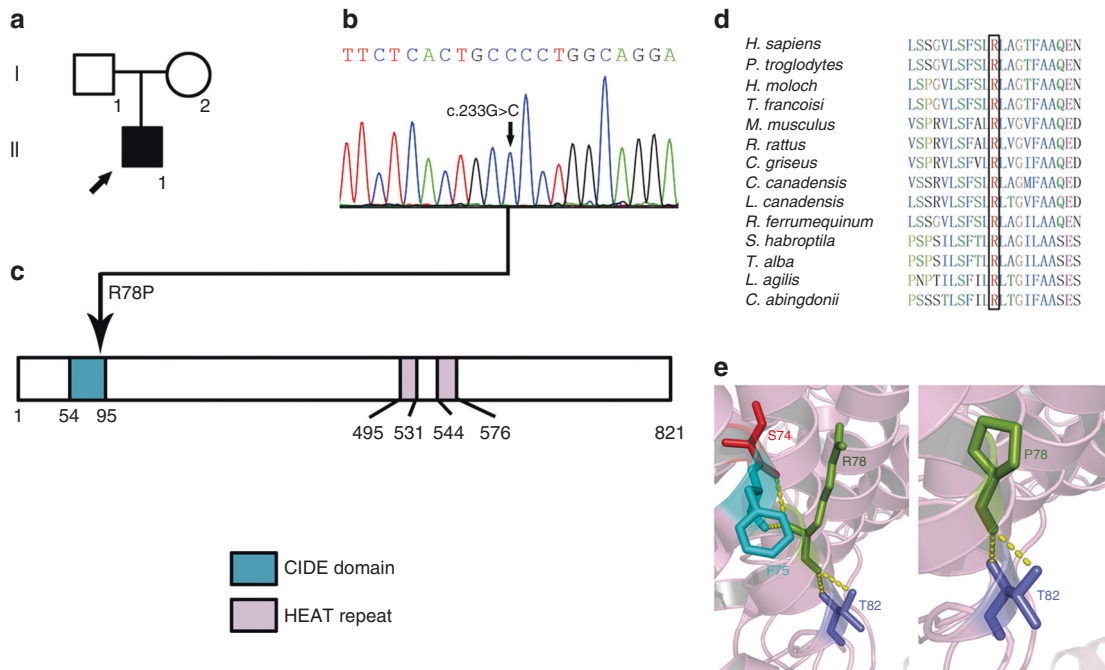 a
I
1
2
II
1
b
TTCTCACTGCCCCTGGCAGGA
c.233G>C
c
R78P
1
54
95
495
531
544
576
821
CIDE domain
HEAT repeat
d
H. sapiens LSSGVLSFSLRLAGTFAAQEN
P. troglodytes LSSGVLSFSLRLAGTFAAQEN
H. moloch LSPGVLSFSLRLAGTFAAQEN
T. francoisi LSPGVLSFSLRLAGTFAAQEN
M. musculus VSPRVLSFALRLVGVFAAQED
R. rattus VSPRVLSFALRLVGVFAAQED
C. griseus VSPRVLSFVLRLGIFVAAQED
C. canadensis VSSRVLSFSLRLAGMFAAQED
L. canadensis LSSRVLSFSLRLTGVFAAQED
R. ferrumequinum LSSGVLSFSLRLAGILAAQEN
S. habroptila PSPSILSFTLRLAGILAASES
T. alba PSPSILSFTLRLAGILAASES
L. agilis PNPTILSFILRLTGIFAASES
C. abingdonii PSSSTLSFILRLTGIFAASES
e
S74
R78
F75
T82
P78
T82